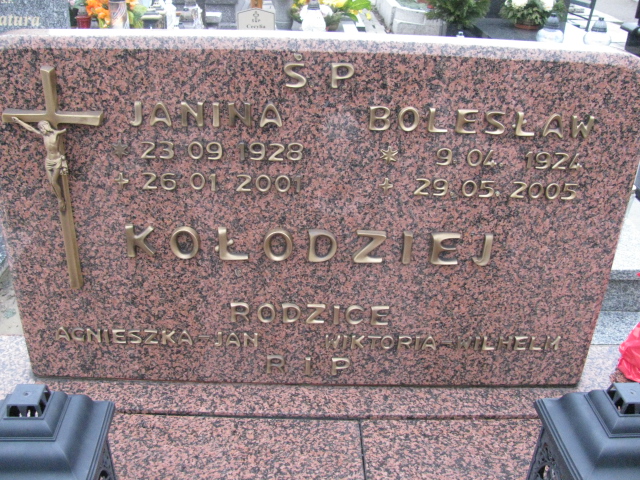 atura
Ś P
JANINA BOLESŁAW
* 23 09 1928 * 9 04 1924
+ 26 01 2001 + 29.05.2005
KOŁODZIEJ
RODZICE
AGNIESZKA-JAN WIKTORIA-WILHELM
R I P